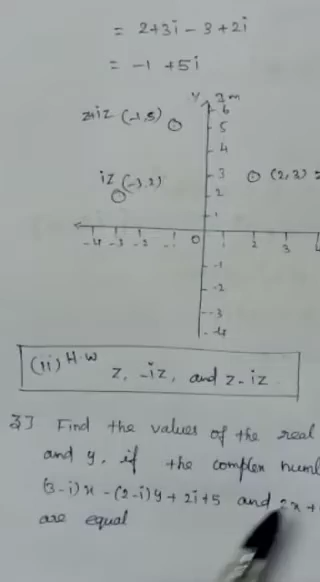 = 2+3i - 3 + 2i
= -1 + 5i
Y Im
z+iz (-1,5)
6
5
4
iz (-3,2)
3 (2,3) =
2
1
-4 -3 -2 -1 0 1 2 3
-1
-2
-3
-4
(ii) H.W z, -iz, and z-iz
3] Find the values of the real
and y, if the complex num
(3-i)x - (2-i)y + 2i + 5 and 2x +
are equal